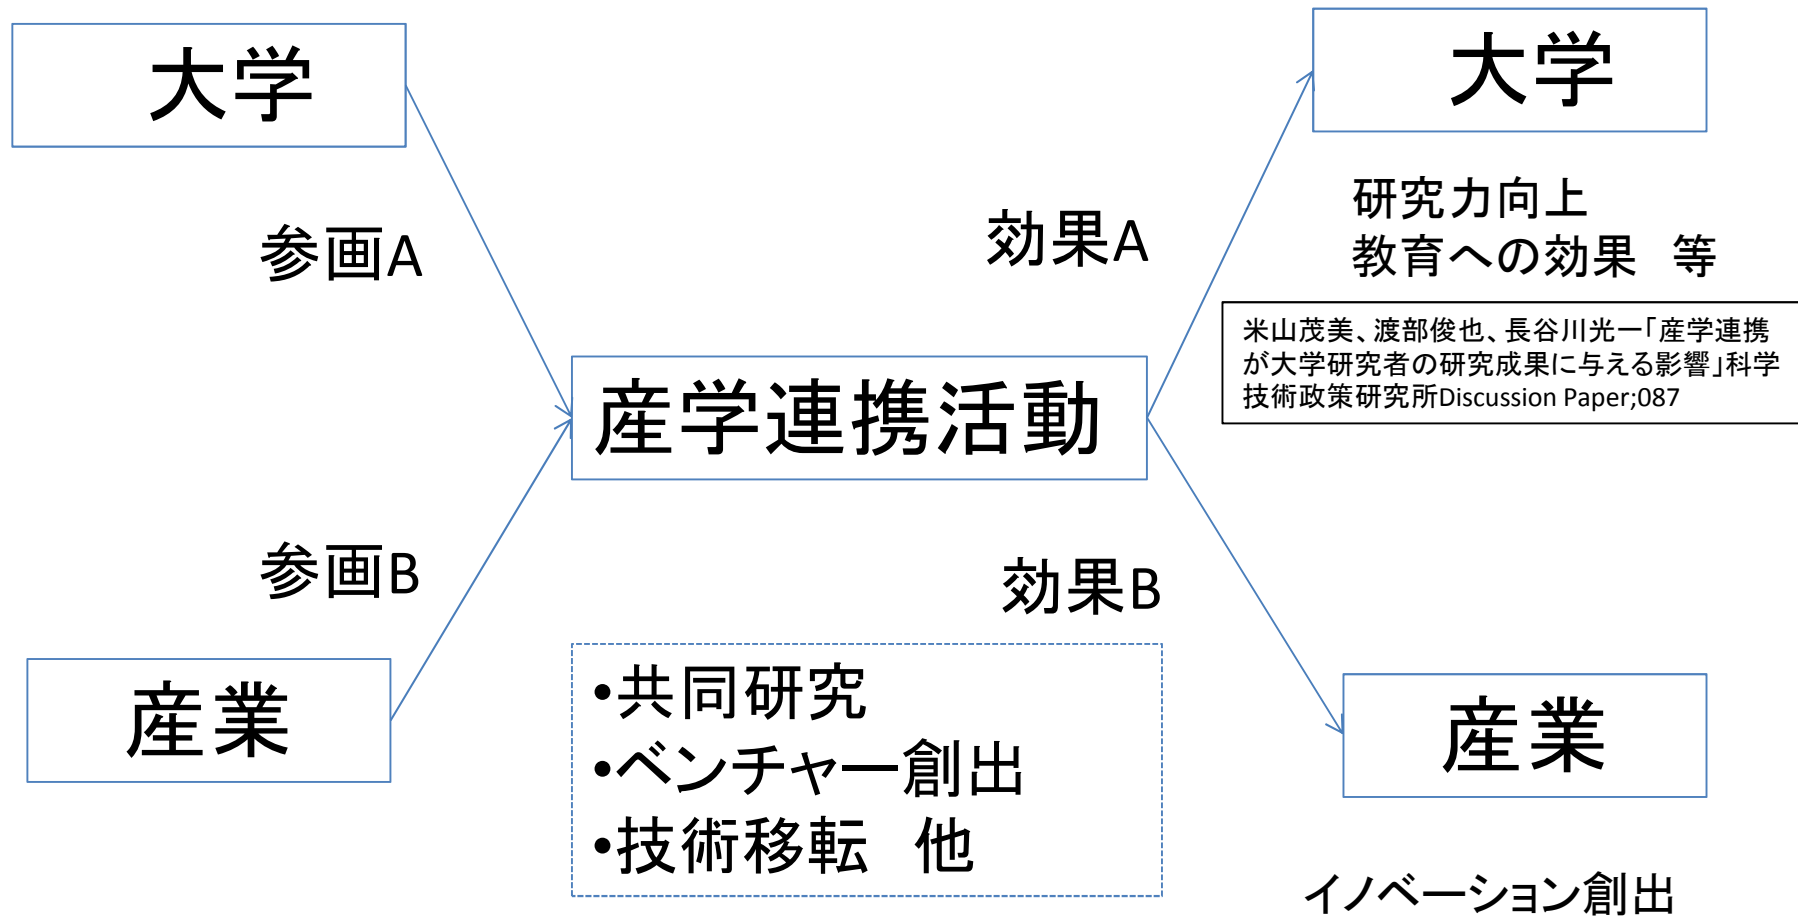 大学
大学
参画A
効果A
研究力向上
教育への効果　等
米山茂美、渡部俊也、長谷川光一「産学連携
が大学研究者の研究成果に与える影響」科学
技術政策研究所Discussion Paper;087
産学連携活動
参画B
効果B
産業
•共同研究
•ベンチャー創出
•技術移転　他
産業
イノベーション創出